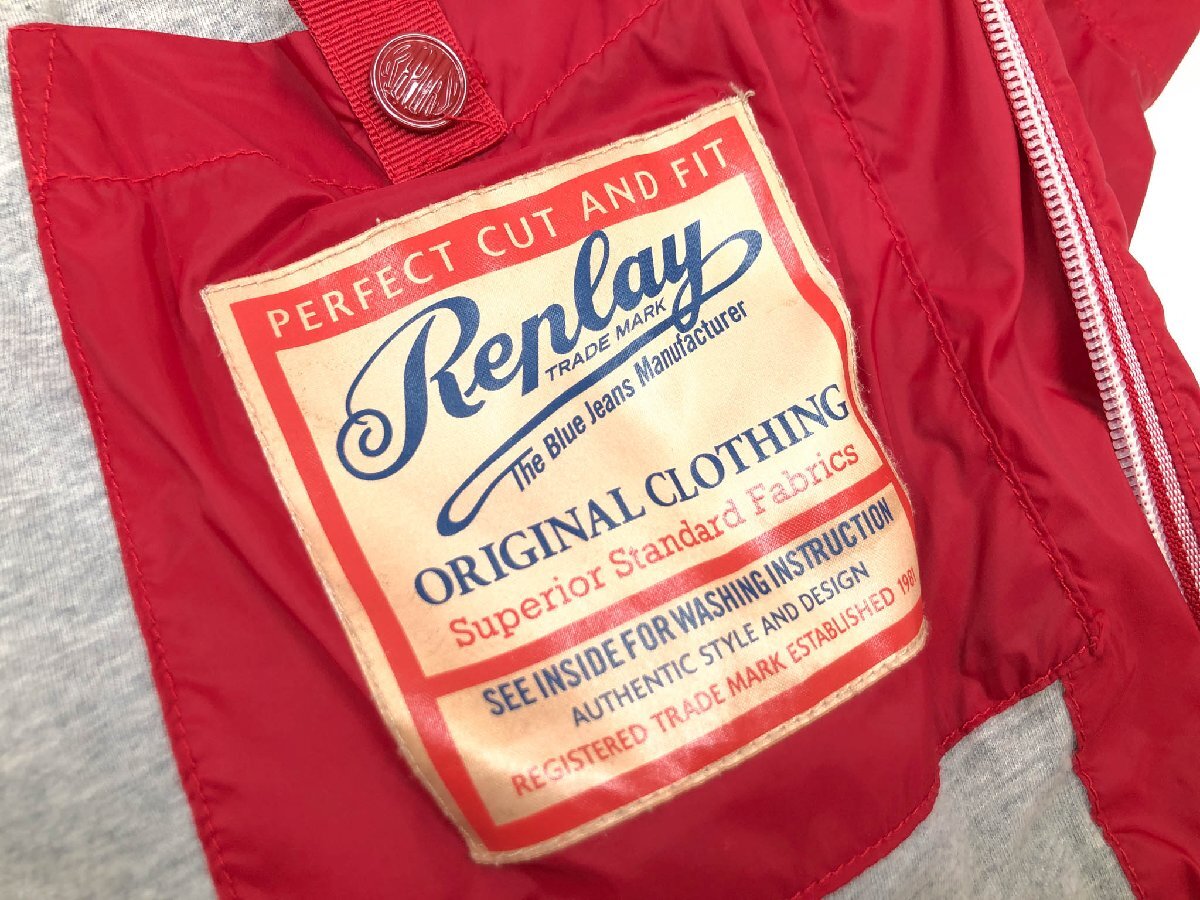 PERFECT CUT AND FIT
Replay
TRADE MARK
The Blue Jeans Manufacturer
ORIGINAL CLOTHING
Superior Standard Fabrics
SEE INSIDE FOR WASHING INSTRUCTION
AUTHENTIC STYLE AND DESIGN
REGISTERED TRADE MARK ESTABLISHED 1981